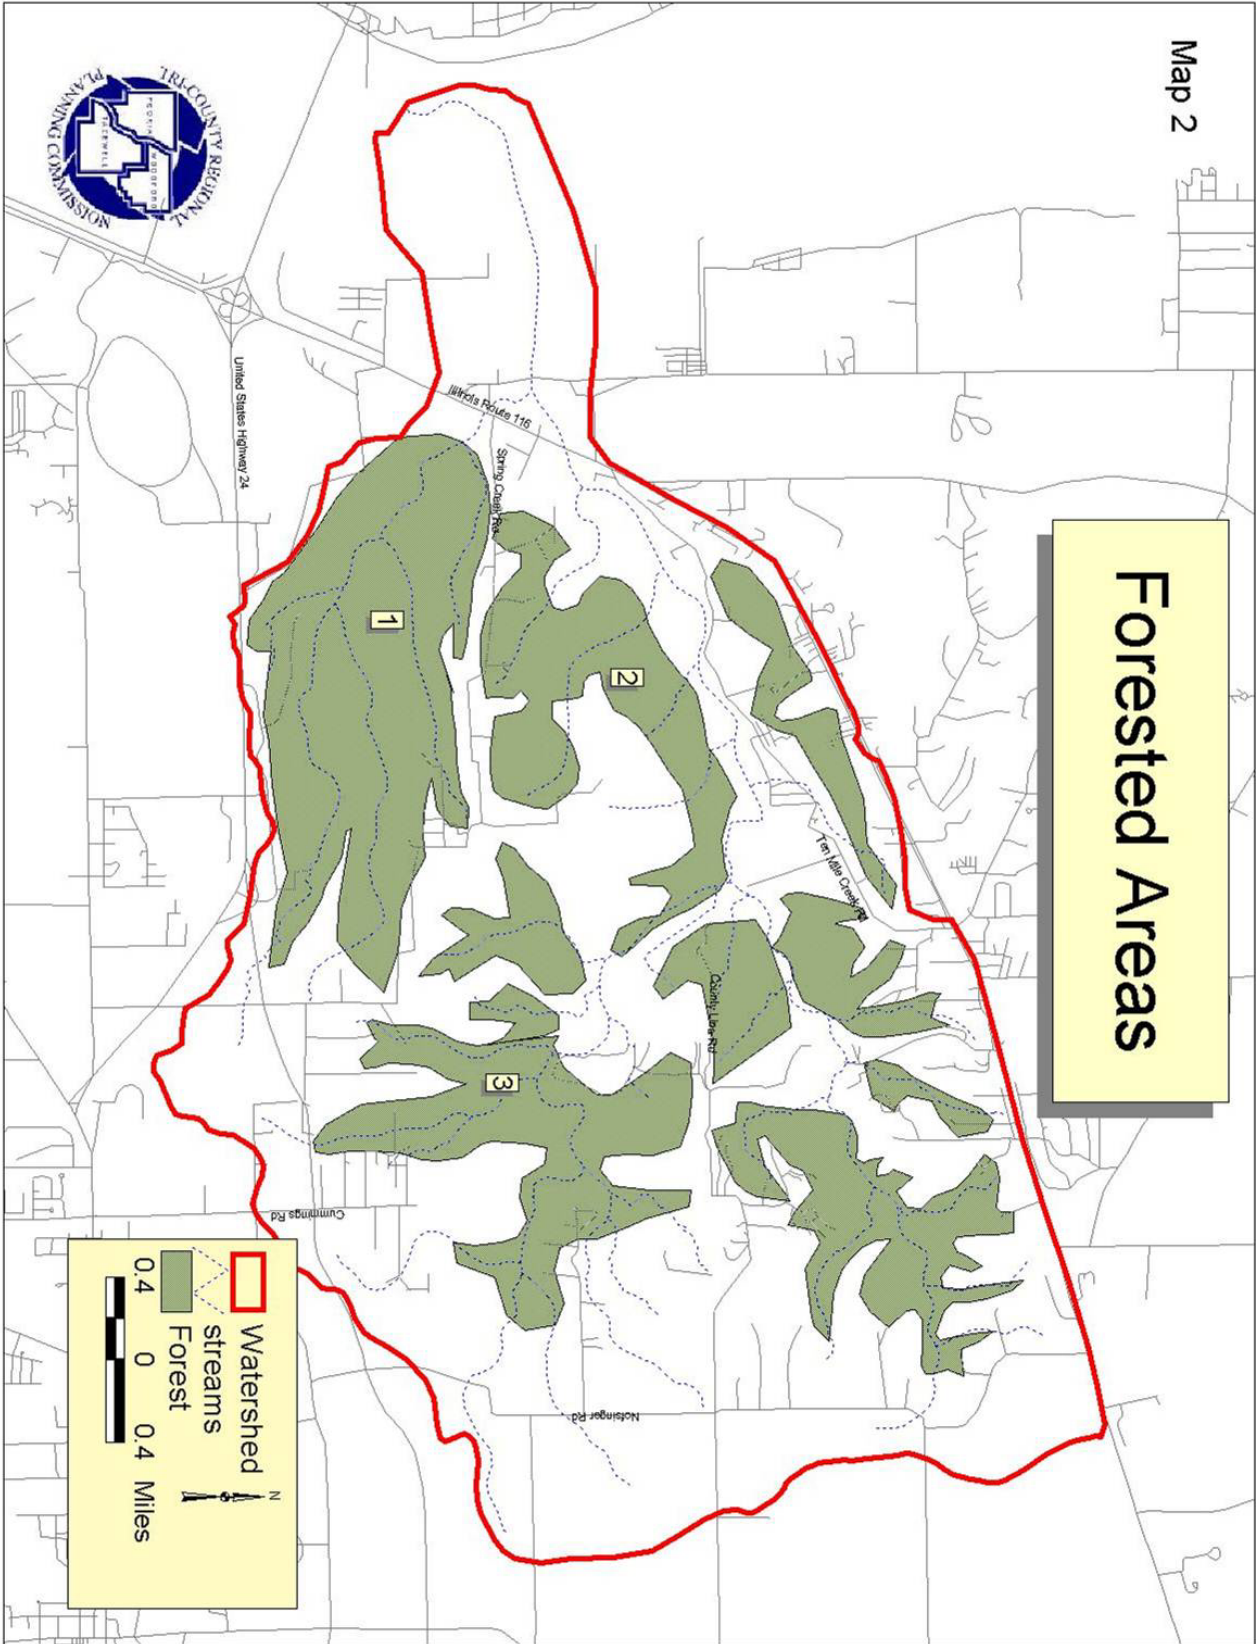 Map 2
Forested Areas
TRI-COUNTY REGIONAL
PLANNING COMMISSION
PEORIA
WOODFORD
TAZEWELL
United States Highway 24
Illinois Route 116
Spring Creek Rd
Ten Mile Creek Rd
County Line Rd
Cummings Rd
Nofsinger Rd
1
2
3
Watershed
streams
Forest
N
0.4 0 0.4 Miles